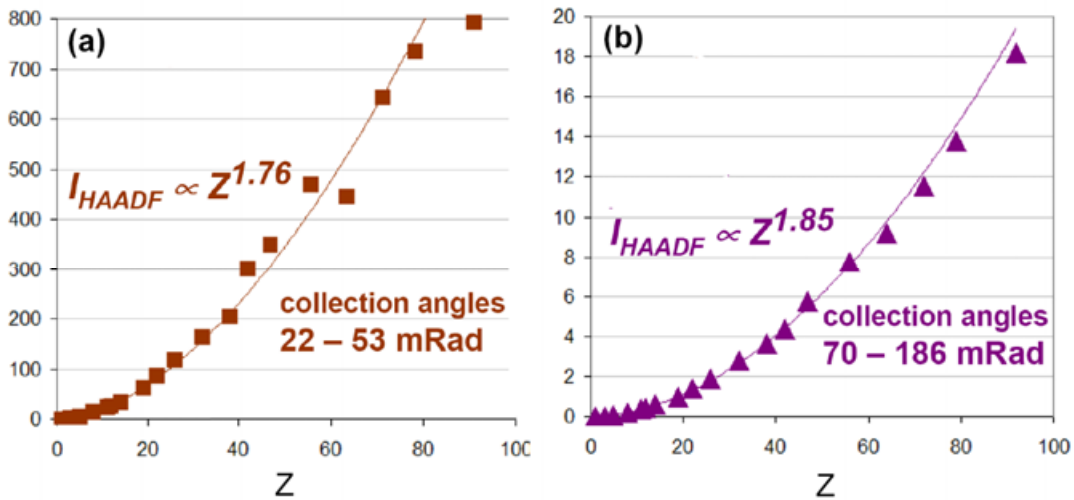 (a)
800
700
600
500
400
300
200
100
0
I_HAADF ∝ Z^1.76
collection angles
22 – 53 mRad
0 20 40 60 80 100
Z
(b)
20
18
16
14
12
10
8
6
4
2
0
I_HAADF ∝ Z^1.85
collection angles
70 – 186 mRad
0 20 40 60 80 100
Z